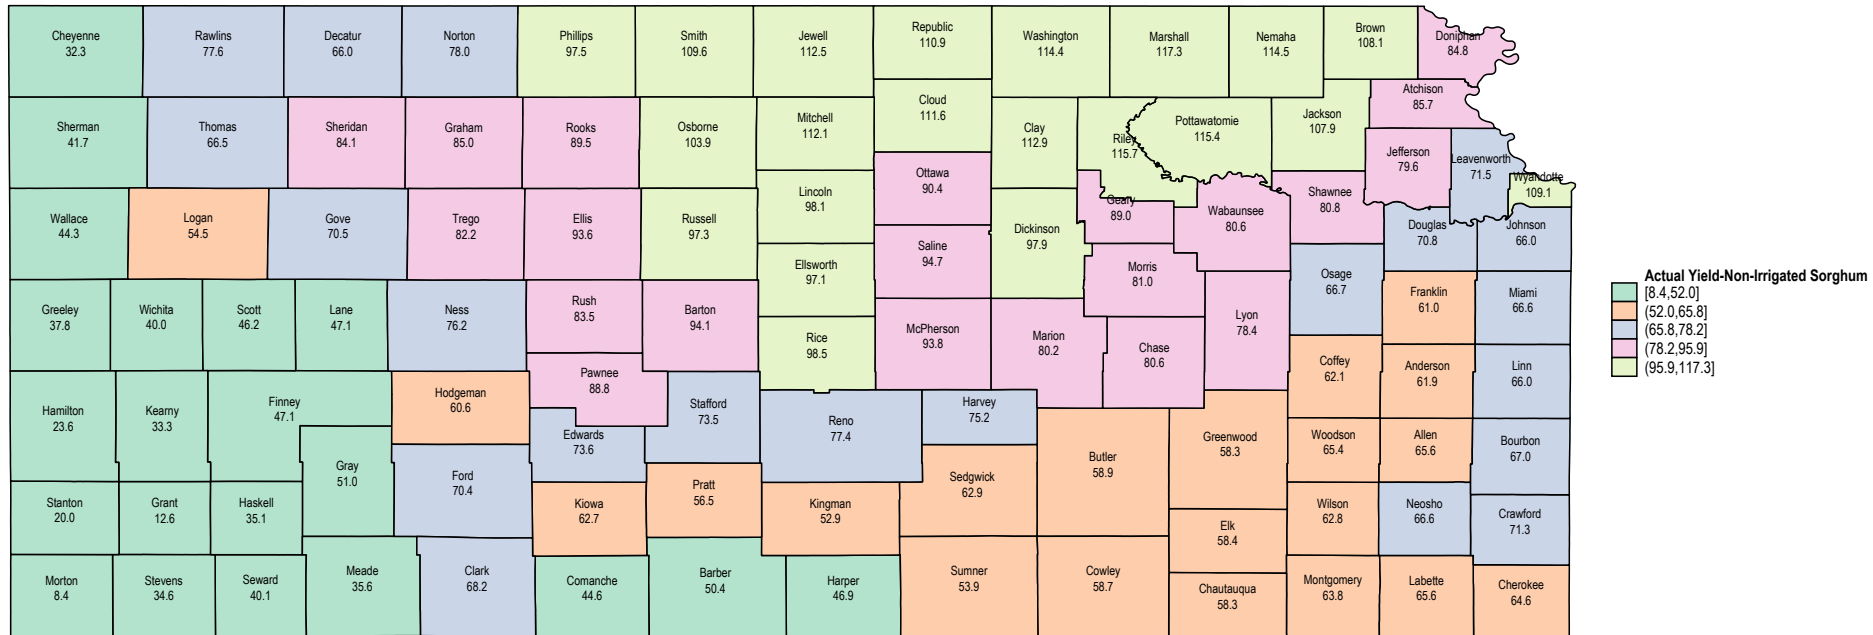 Cheyenne
32.3
Rawlins
77.6
Decatur
66.0
Norton
78.0
Phillips
97.5
Smith
109.6
Jewell
112.5
Republic
110.9
Washington
114.4
Marshall
117.3
Nemaha
114.5
Brown
108.1
Doniphan
84.8
Sherman
41.7
Thomas
66.5
Sheridan
84.1
Graham
85.0
Rooks
89.5
Osborne
103.9
Mitchell
112.1
Cloud
111.6
Clay
112.9
Riley
115.7
Pottawatomie
115.4
Jackson
107.9
Atchison
85.7
Jefferson
79.6
Leavenworth
71.5
Wyandotte
109.1
Wallace
44.3
Logan
54.5
Gove
70.5
Trego
82.2
Ellis
93.6
Russell
97.3
Lincoln
98.1
Ottawa
90.4
Dickinson
97.9
Geary
89.0
Wabaunsee
80.6
Shawnee
80.8
Douglas
70.8
Johnson
66.0
Ellsworth
97.1
Saline
94.7
Morris
81.0
Osage
66.7
Franklin
61.0
Miami
66.6
Greeley
37.8
Wichita
40.0
Scott
46.2
Lane
47.1
Ness
76.2
Rush
83.5
Barton
94.1
Rice
98.5
McPherson
93.8
Marion
80.2
Chase
80.6
Lyon
78.4
Coffey
62.1
Anderson
61.9
Linn
66.0
Hamilton
23.6
Kearny
33.3
Finney
47.1
Hodgeman
60.6
Pawnee
88.8
Stafford
73.5
Reno
77.4
Harvey
75.2
Edwards
73.6
Gray
51.0
Ford
70.4
Butler
58.9
Greenwood
58.3
Woodson
65.4
Allen
65.6
Bourbon
67.0
Stanton
20.0
Grant
12.6
Haskell
35.1
Kiowa
62.7
Pratt
56.5
Kingman
52.9
Sedgwick
62.9
Elk
58.4
Wilson
62.8
Neosho
66.6
Crawford
71.3
Morton
8.4
Stevens
34.6
Seward
40.1
Meade
35.6
Clark
68.2
Comanche
44.6
Barber
50.4
Harper
46.9
Sumner
53.9
Cowley
58.7
Chautauqua
58.3
Montgomery
63.8
Labette
65.6
Cherokee
64.6
Actual Yield-Non-Irrigated Sorghum
[8.4,52.0]
(52.0,65.8]
(65.8,78.2]
(78.2,95.9]
(95.9,117.3]